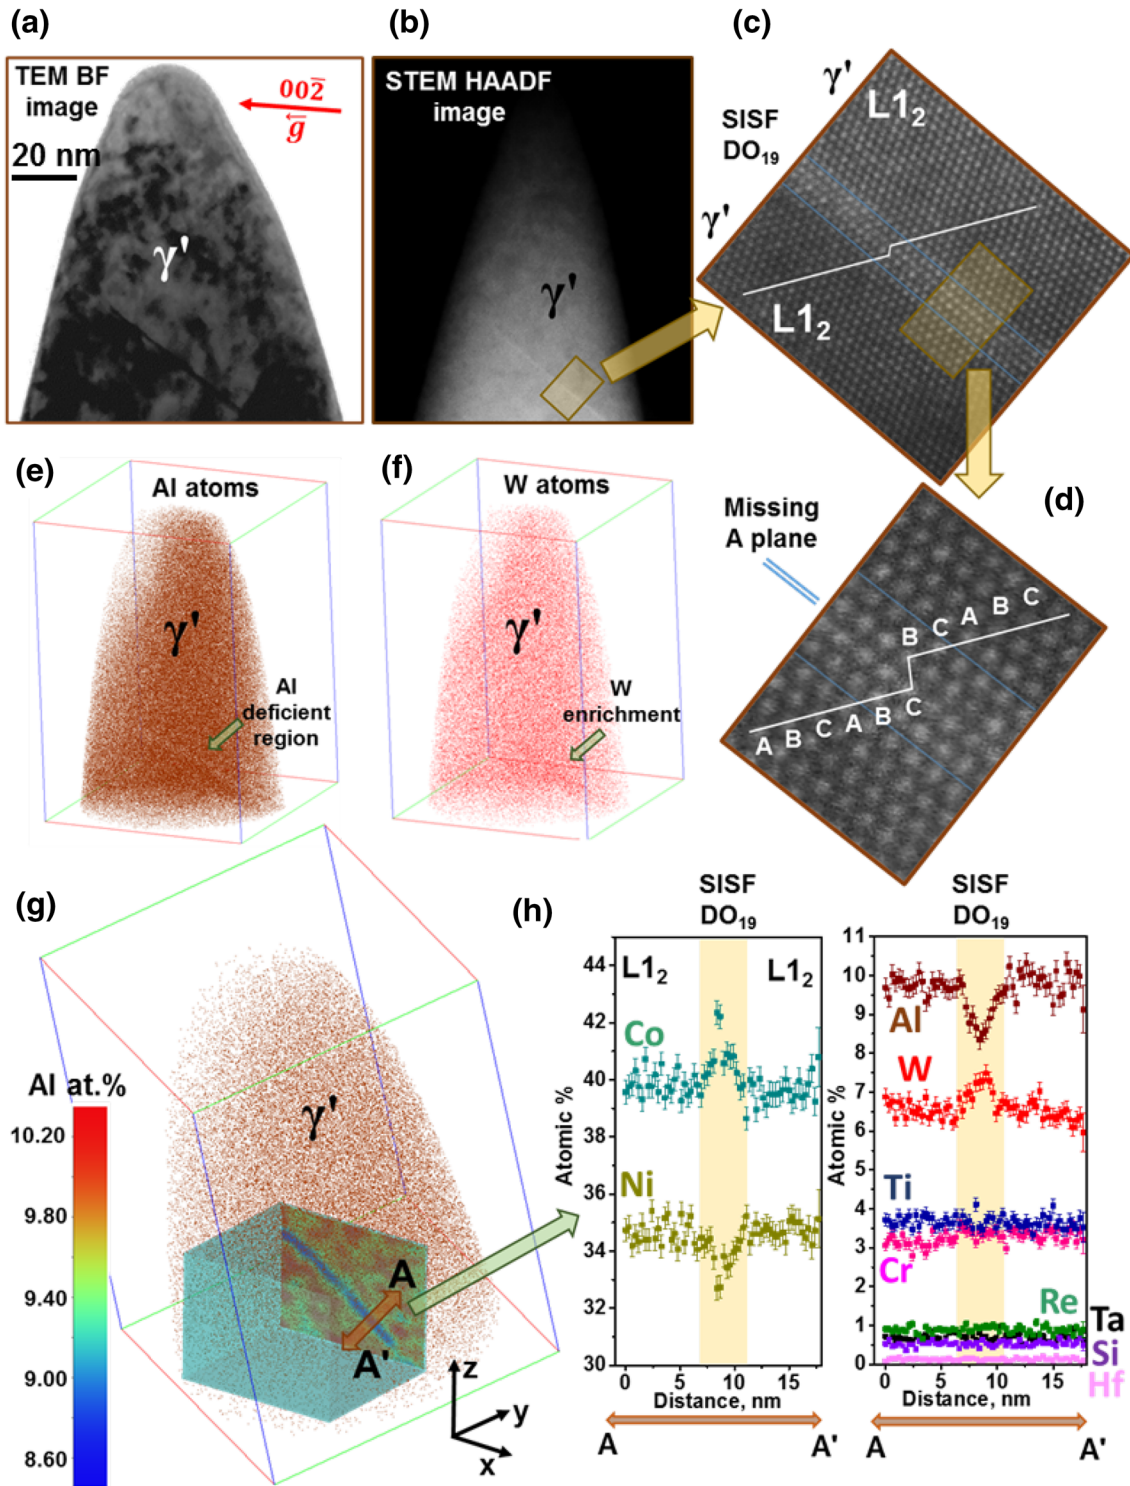 (a)
TEM BF
image
002̅
g⃖
20 nm
γ'
(b)
STEM HAADF
image
γ'
(c)
γ'
L1₂
SISF
DO₁₉
γ'
L1₂
(e)
Al atoms
γ'
Al
deficient
region
(f)
W atoms
γ'
W
enrichment
(d)
Missing
A plane
B C A B C
A B C A B C
(g)
Al at.%
10.20
9.80
9.40
9.00
8.60
γ'
A
A'
z
y
x
(h)
SISF
DO₁₉
L1₂ L1₂
Co
Ni
Atomic %
44
42
40
38
36
34
32
30
0 5 10 15
Distance, nm
A A'
SISF
DO₁₉
Al
W
Ti
Cr
Re
Ta
Si
Hf
Atomic %
11
10
9
8
7
6
5
4
3
2
1
0
0 5 10 15
Distance, nm
A A'